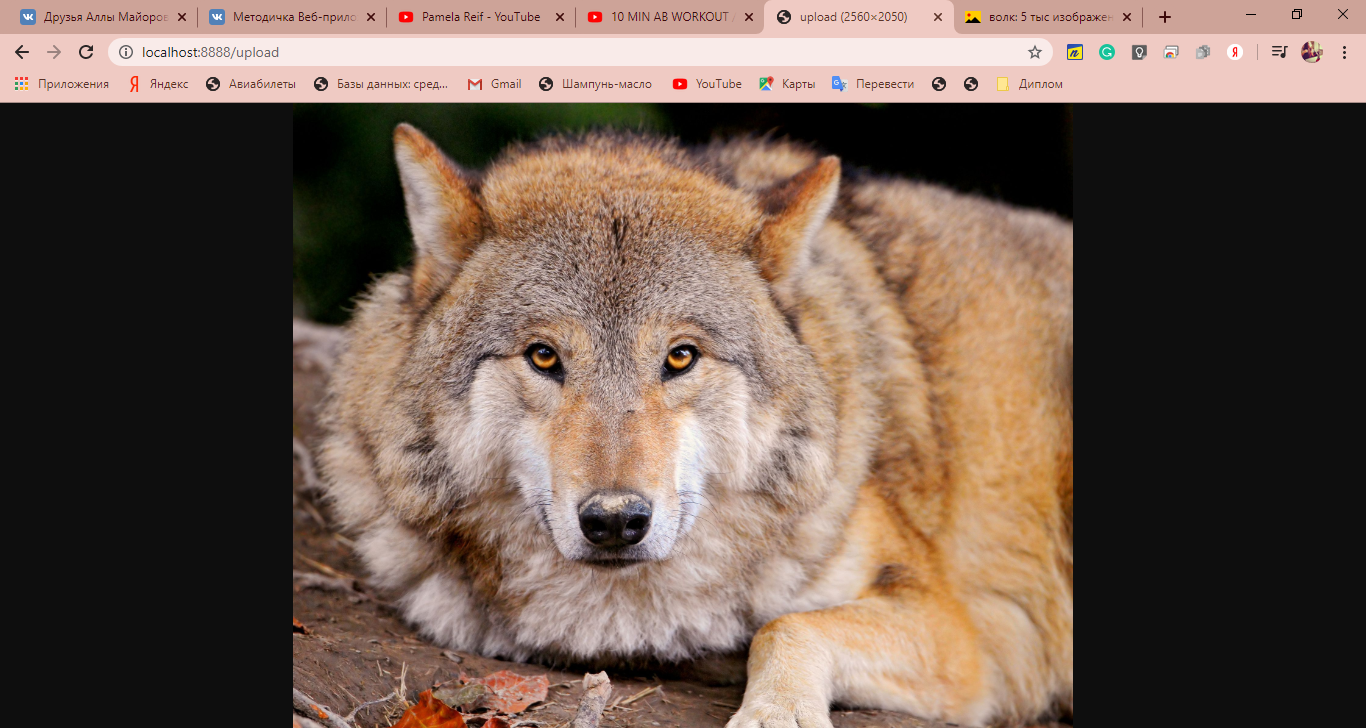 Друзья Аллы Майоров
Методичка Веб-прило
Pamela Reif - YouTube
10 MIN AB WORKOUT /
upload (2560×2050)
волк: 5 тыс изображен
localhost:8888/upload
Приложения
Яндекс
Авиабилеты
Базы данных: сред...
Gmail
Шампунь-масло
YouTube
Карты
Перевести
Диплом